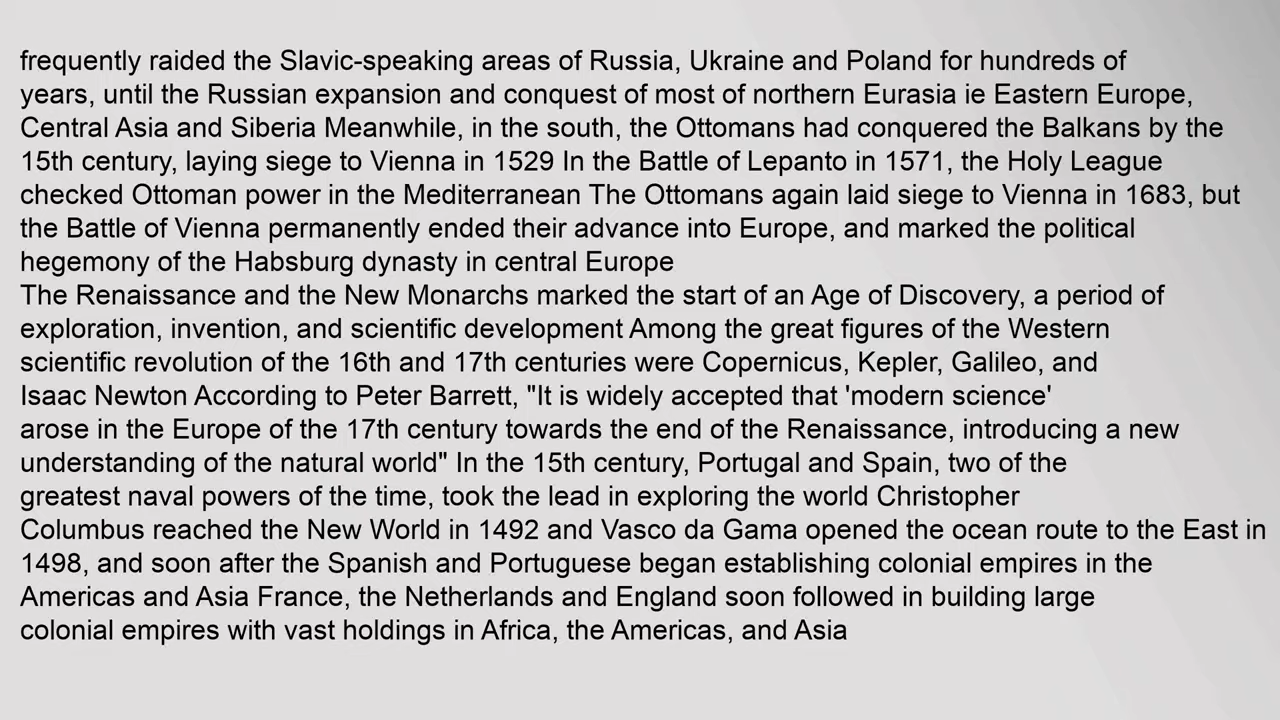 frequently raided the Slavic-speaking areas of Russia, Ukraine and Poland for hundreds of
years, until the Russian expansion and conquest of most of northern Eurasia ie Eastern Europe,
Central Asia and Siberia Meanwhile, in the south, the Ottomans had conquered the Balkans by the
15th century, laying siege to Vienna in 1529 In the Battle of Lepanto in 1571, the Holy League
checked Ottoman power in the Mediterranean The Ottomans again laid siege to Vienna in 1683, but
the Battle of Vienna permanently ended their advance into Europe, and marked the political
hegemony of the Habsburg dynasty in central Europe
The Renaissance and the New Monarchs marked the start of an Age of Discovery, a period of
exploration, invention, and scientific development Among the great figures of the Western
scientific revolution of the 16th and 17th centuries were Copernicus, Kepler, Galileo, and
Isaac Newton According to Peter Barrett, "It is widely accepted that 'modern science'
arose in the Europe of the 17th century towards the end of the Renaissance, introducing a new
understanding of the natural world" In the 15th century, Portugal and Spain, two of the
greatest naval powers of the time, took the lead in exploring the world Christopher
Columbus reached the New World in 1492 and Vasco da Gama opened the ocean route to the East in
1498, and soon after the Spanish and Portuguese began establishing colonial empires in the
Americas and Asia France, the Netherlands and England soon followed in building large
colonial empires with vast holdings in Africa, the Americas, and Asia